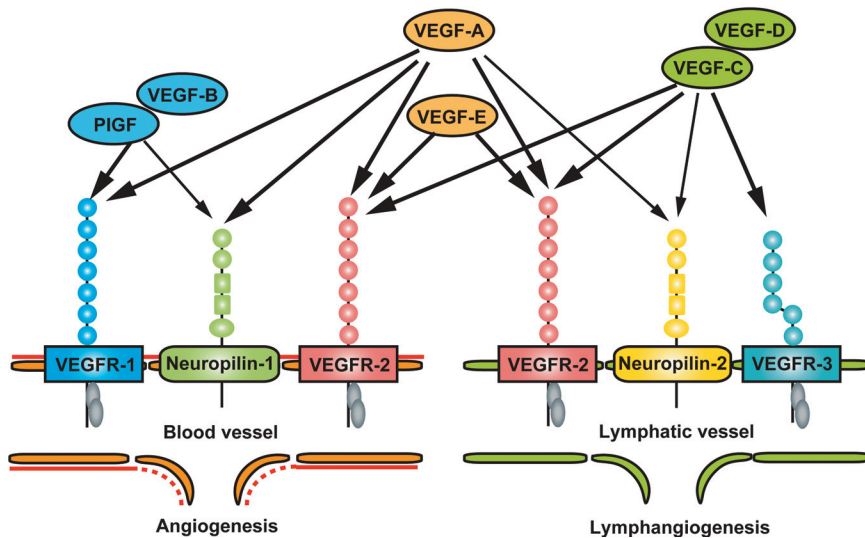 VEGF-A
VEGF-D
VEGF-C
VEGF-B
PlGF
VEGF-E
VEGFR-1
Neuropilin-1
VEGFR-2
VEGFR-2
Neuropilin-2
VEGFR-3
Blood vessel
Lymphatic vessel
Angiogenesis
Lymphangiogenesis